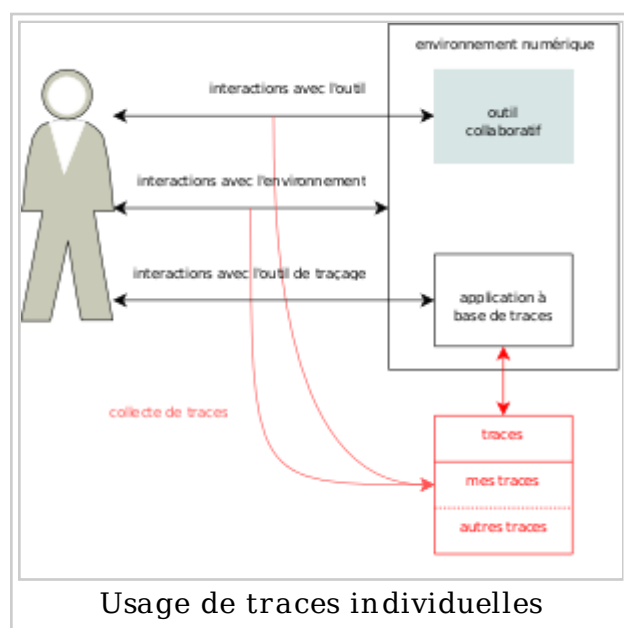 environnement numérique
interactions avec l'outil
outil
collaboratif
interactions avec l'environnement
interactions avec l'outil de traçage
application à
base de traces
collecte de traces
traces
mes traces
autres traces
Usage de traces individuelles